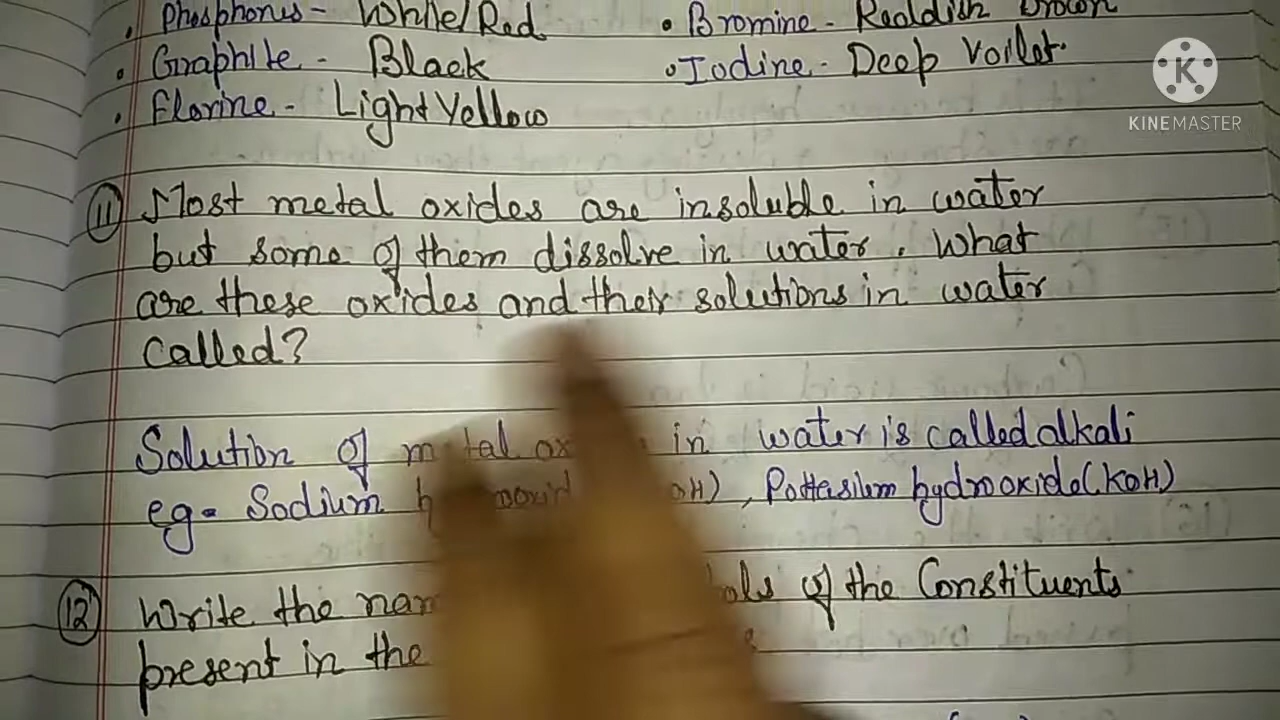 • Phosphorus - White/Red • Bromine - Reddish brown
• Graphite - Black • Iodine - Deep Voilet.
• Florine - Light Yellow
KINEMASTER
(11) Most metal oxides are insoluble in water
but some of them dissolve in water. What
are these oxides and their solutions in water
called?
Solution of in water is called alkali
eg- Sodium , Pottasium hydrooxide(KOH)
(12) Write the of the Constituents
present in the